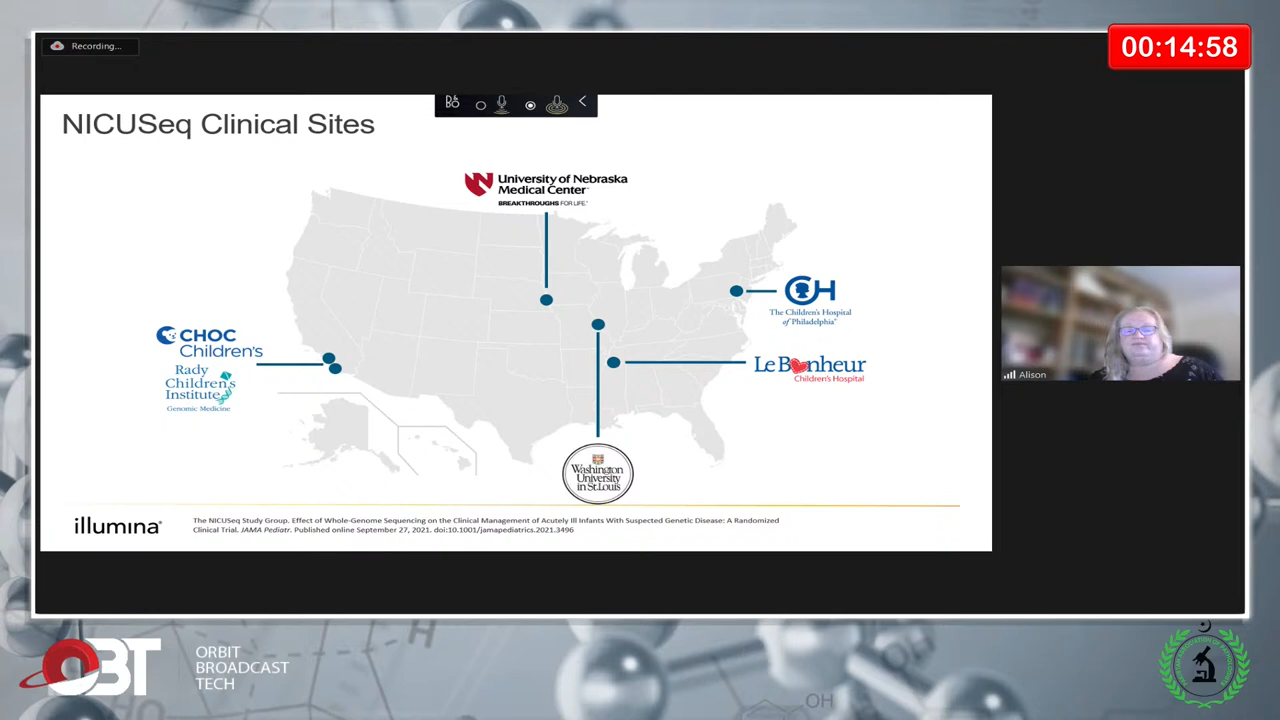 Recording...
00:14:58
NICUSeq Clinical Sites
University of Nebraska
Medical Center
BREAKTHROUGHS FOR LIFE.
CH
The Children's Hospital
of Philadelphia
CHOC
Children's
Rady
Children's
Institute
Genomic Medicine
Le Bonheur
Children's Hospital
Alison
Washington
University
in St. Louis
illumina
The NICUSeq Study Group. Effect of Whole-Genome Sequencing on the Clinical Management of Acutely Ill Infants With Suspected Genetic Disease: A Randomized
Clinical Trial. JAMA Pediatr. Published online September 27, 2021. doi:10.1001/jamapediatrics.2021.3496
OBT
ORBIT
BROADCAST
TECH
OH